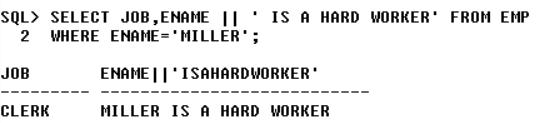 SQL> SELECT JOB,ENAME || ' IS A HARD WORKER' FROM EMP
  2  WHERE ENAME='MILLER';
JOB       ENAME||'ISAHARDWORKER'
--------- ---------------------------
CLERK     MILLER IS A HARD WORKER